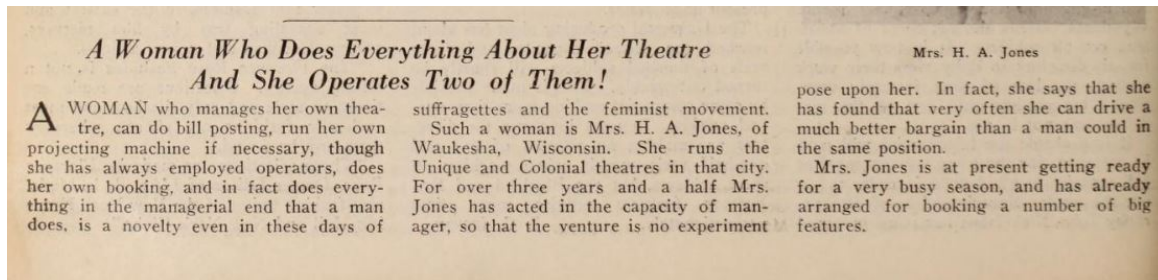 A Woman Who Does Everything About Her Theatre
And She Operates Two of Them!
A WOMAN who manages her own thea-
tre, can do bill posting, run her own
projecting machine if necessary, though
she has always employed operators, does
her own booking, and in fact does every-
thing in the managerial end that a man
does, is a novelty even in these days of
suffragettes and the feminist movement.
Such a woman is Mrs. H. A. Jones, of
Waukesha, Wisconsin. She runs the
Unique and Colonial theatres in that city.
For over three years and a half Mrs.
Jones has acted in the capacity of man-
ager, so that the venture is no experiment
Mrs. H. A. Jones
pose upon her. In fact, she says that she
has found that very often she can drive a
much better bargain than a man could in
the same position.
Mrs. Jones is at present getting ready
for a very busy season, and has already
arranged for booking a number of big
features.